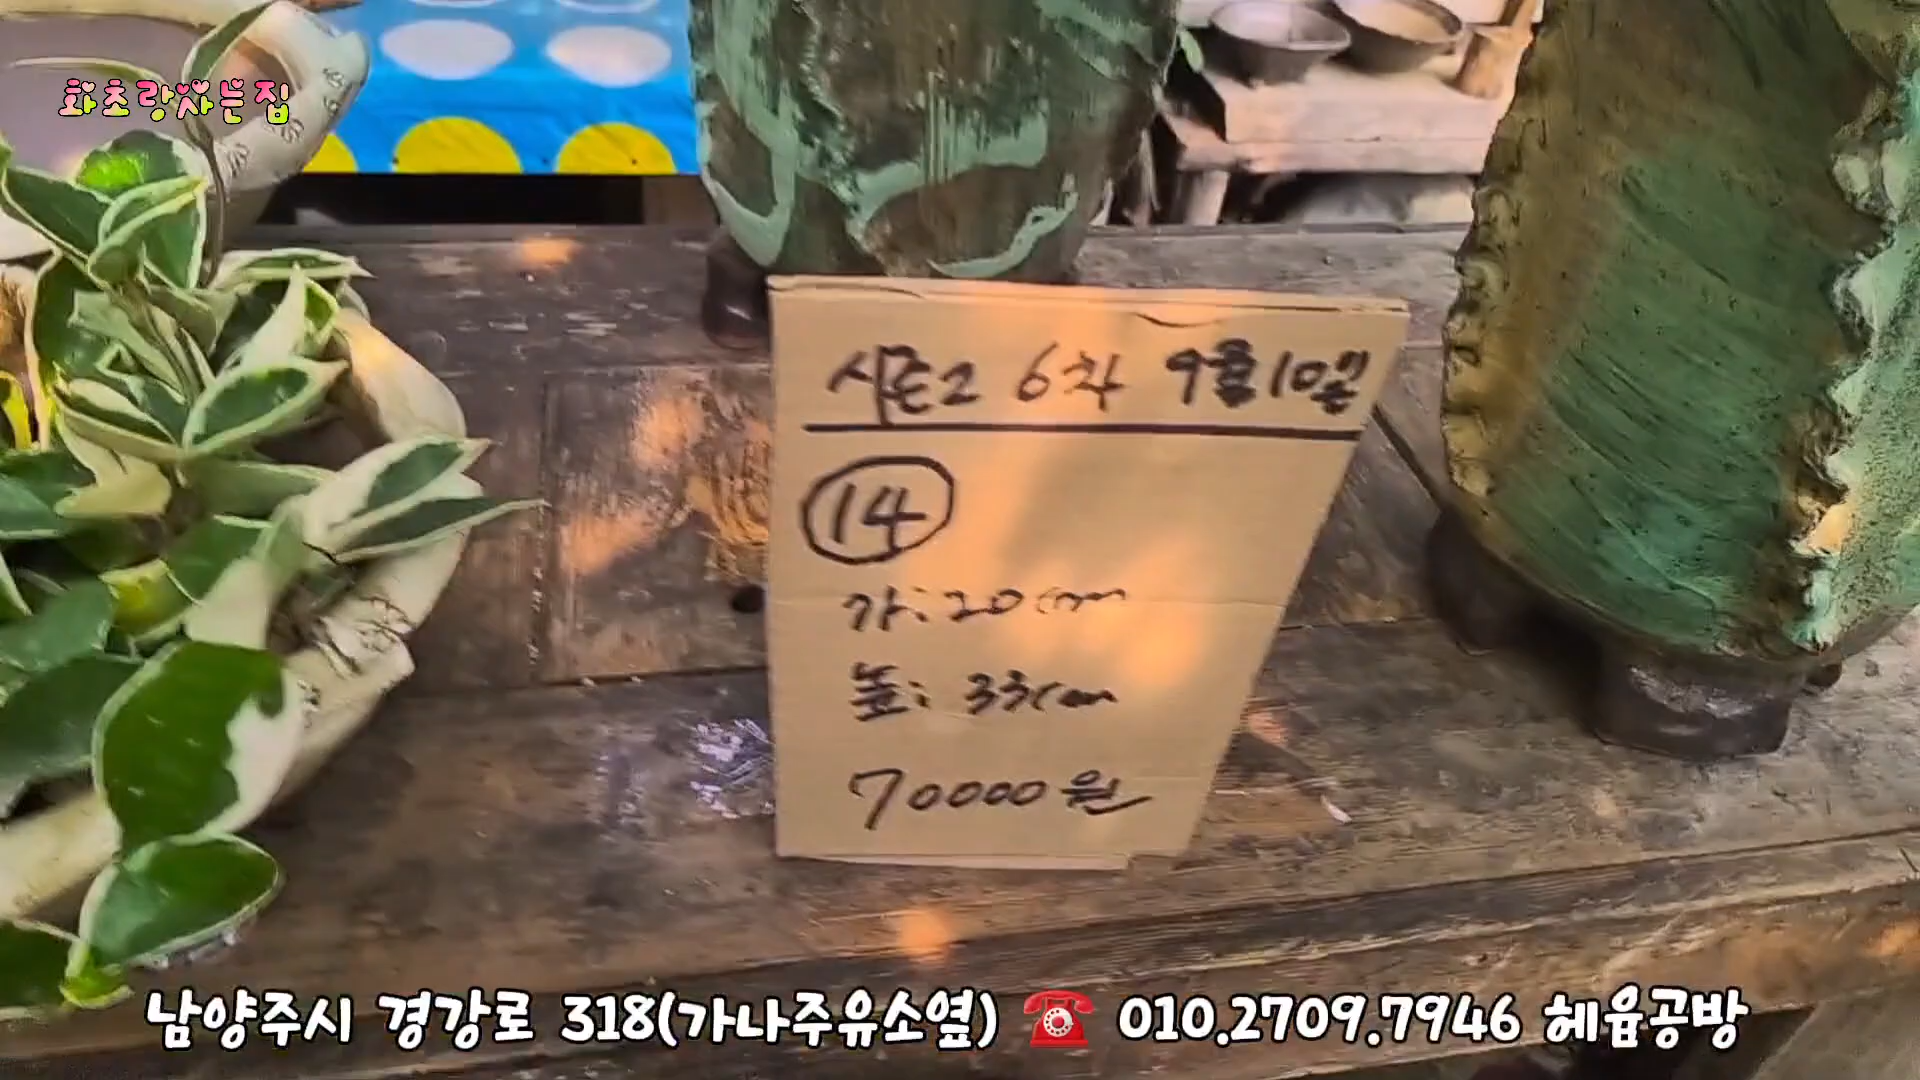 화초랑사는집
시즌2 6차 9월10일
14
가:20cm
높: 33cm
70000원
남양주시 경강로 318(가나주유소옆) ☎ 010.2709.7946 혜윰공방